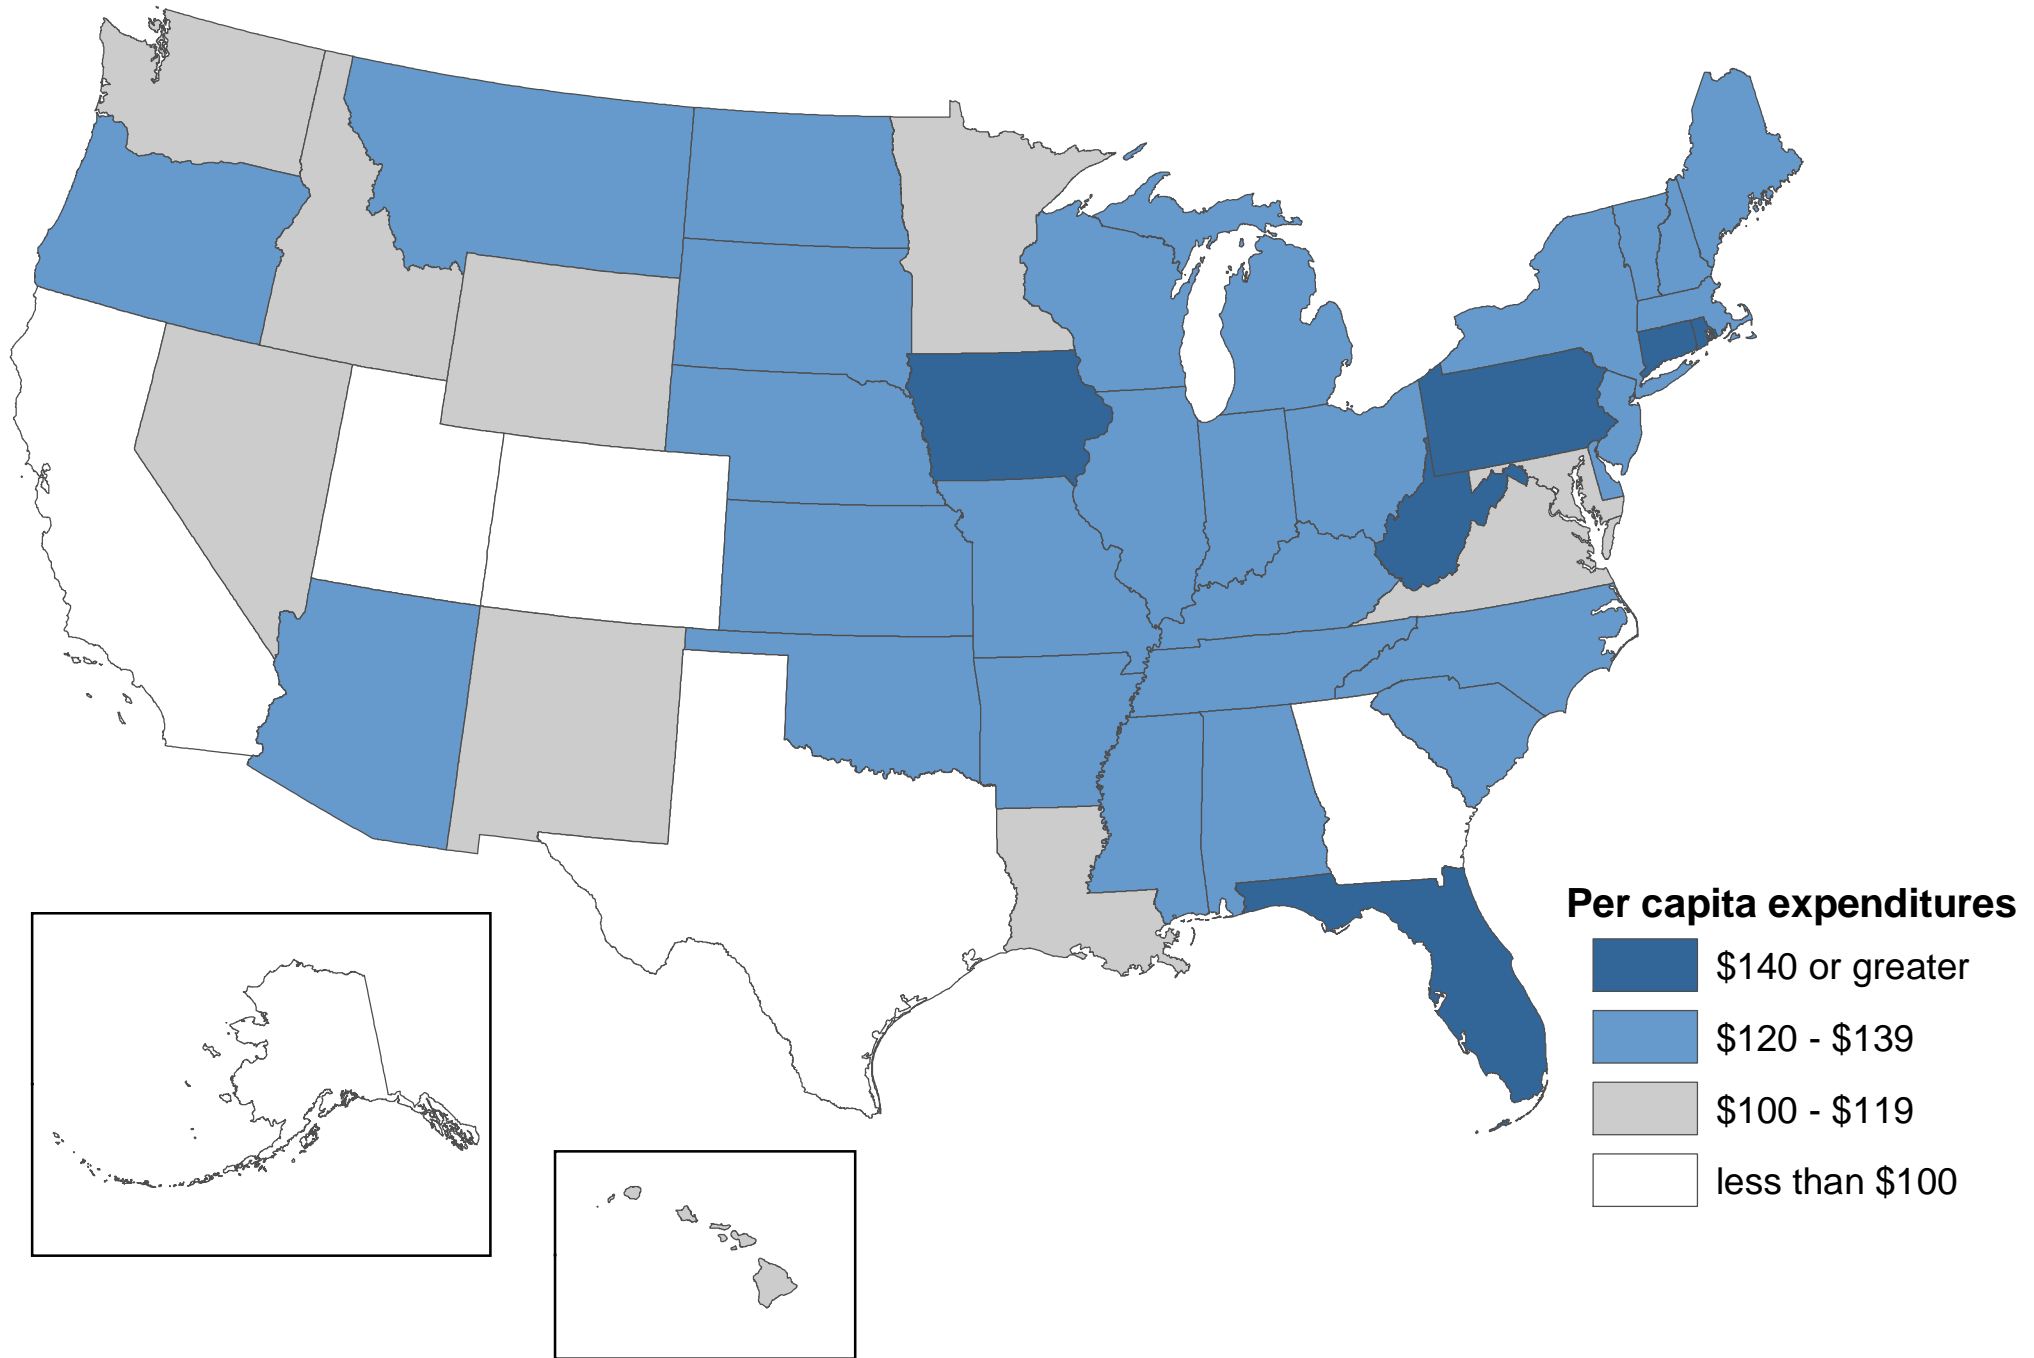 Per capita expenditures
$140 or greater
$120 - $139
$100 - $119
less than $100